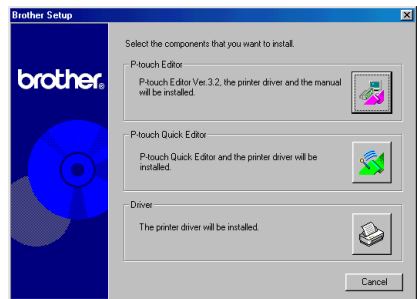 Brother Setup
Select the components that you want to install.
P-touch Editor
P-touch Editor Ver.3.2, the printer driver and the manual
will be installed.
brother®
P-touch Quick Editor
P-touch Quick Editor and the printer driver will be
installed.
Driver
The printer driver will be installed.
Cancel